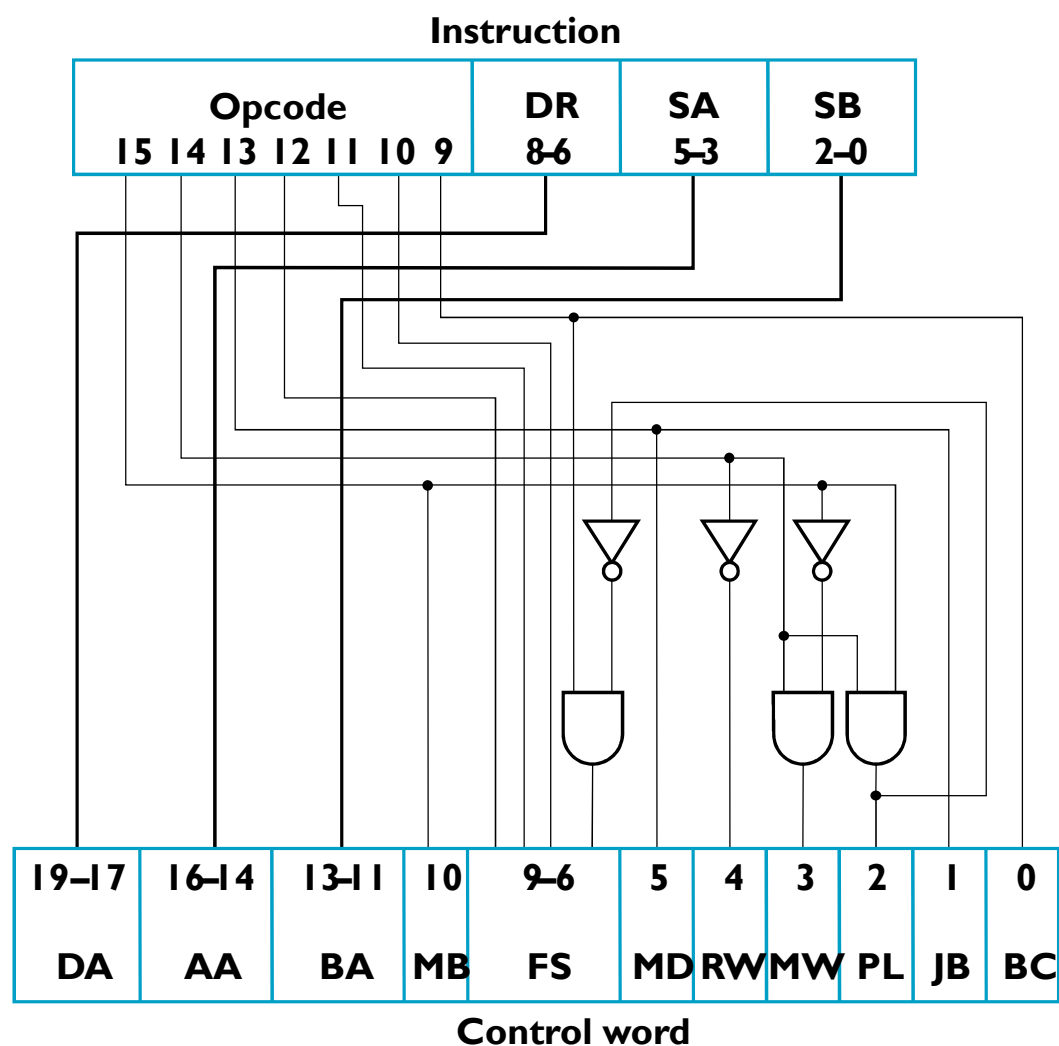 Instruction
Opcode DR SA SB
15 14 13 12 11 10 9 8–6 5–3 2–0
19–17 16–14 13–11 10 9–6 5 4 3 2 1 0
DA AA BA MB FS MD RW MW PL JB BC
Control word